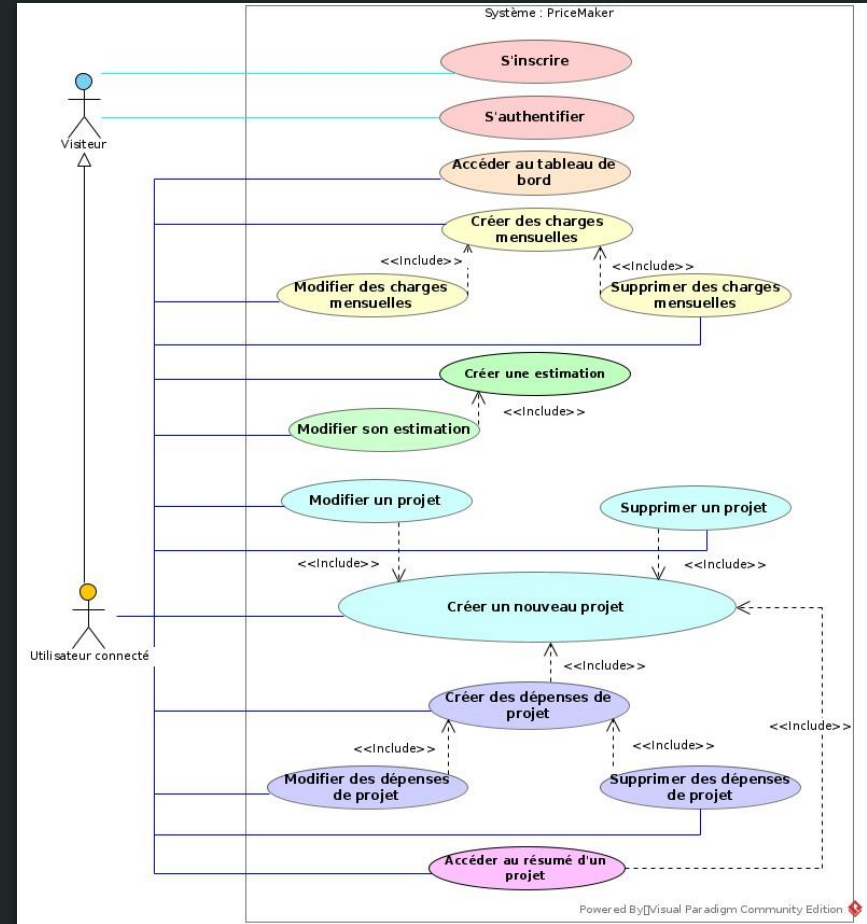 Système : PriceMaker
S'inscrire
S'authentifier
Visiteur
Accéder au tableau de
bord
Créer des charges
mensuelles
<<Include>>
<<Include>>
Modifier des charges
mensuelles
Supprimer des charges
mensuelles
Créer une estimation
<<Include>>
Modifier son estimation
Modifier un projet
Supprimer un projet
<<Include>>
<<Include>>
Créer un nouveau projet
Utilisateur connecté
<<Include>>
Créer des dépenses de
projet
<<Include>>
<<Include>>
<<Include>>
Modifier des dépenses
de projet
Supprimer des dépenses
de projet
Accéder au résumé d'un
projet
Powered By▯Visual Paradigm Community Edition